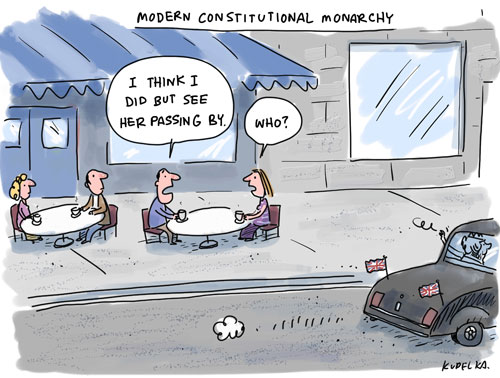 MODERN CONSTITUTIONAL MONARCHY
I THINK I
DID BUT SEE
HER PASSING BY.
WHO?
KUDELKA.